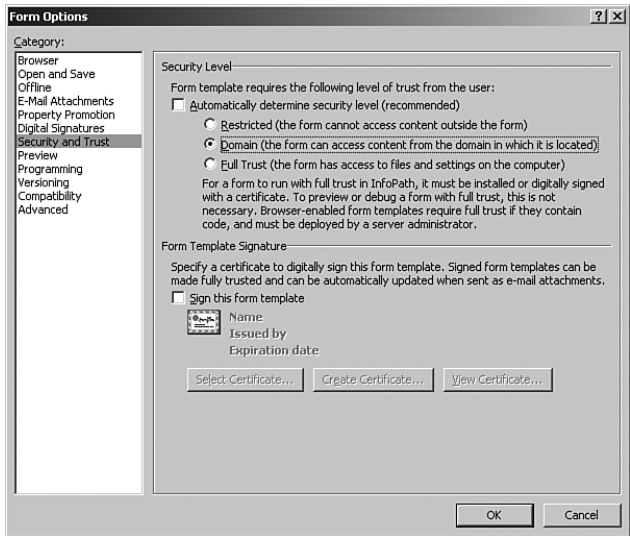 Form Options
Category:
Browser
Open and Save
Offline
E-Mail Attachments
Property Promotion
Digital Signatures
Security and Trust
Preview
Programming
Versioning
Compatibility
Advanced
Security Level
Form template requires the following level of trust from the user:
Automatically determine security level (recommended)
Restricted (the form cannot access content outside the form)
Domain (the form can access content from the domain in which it is located)
Full Trust (the form has access to files and settings on the computer)
For a form to run with full trust in InfoPath, it must be installed or digitally signed
with a certificate. To preview or debug a form with full trust, this is not
necessary. Browser-enabled form templates require full trust if they contain
code, and must be deployed by a server administrator.
Form Template Signature
Specify a certificate to digitally sign this form template. Signed form templates can be
made fully trusted and can be automatically updated when sent as e-mail attachments.
Sign this form template
Name
Issued by
Expiration date
Select Certificate... Create Certificate... View Certificate...
OK Cancel